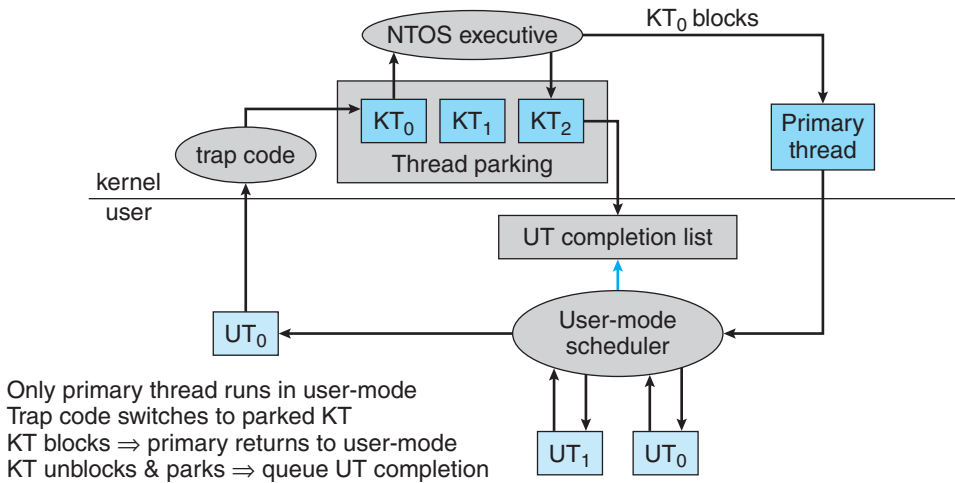 KT0 blocks
NTOS executive
KT0
KT1
KT2
Primary
thread
trap code
Thread parking
kernel
user
UT completion list
User-mode
scheduler
UT0
Only primary thread runs in user-mode
Trap code switches to parked KT
KT blocks ⇒ primary returns to user-mode
KT unblocks & parks ⇒ queue UT completion
UT1
UT0